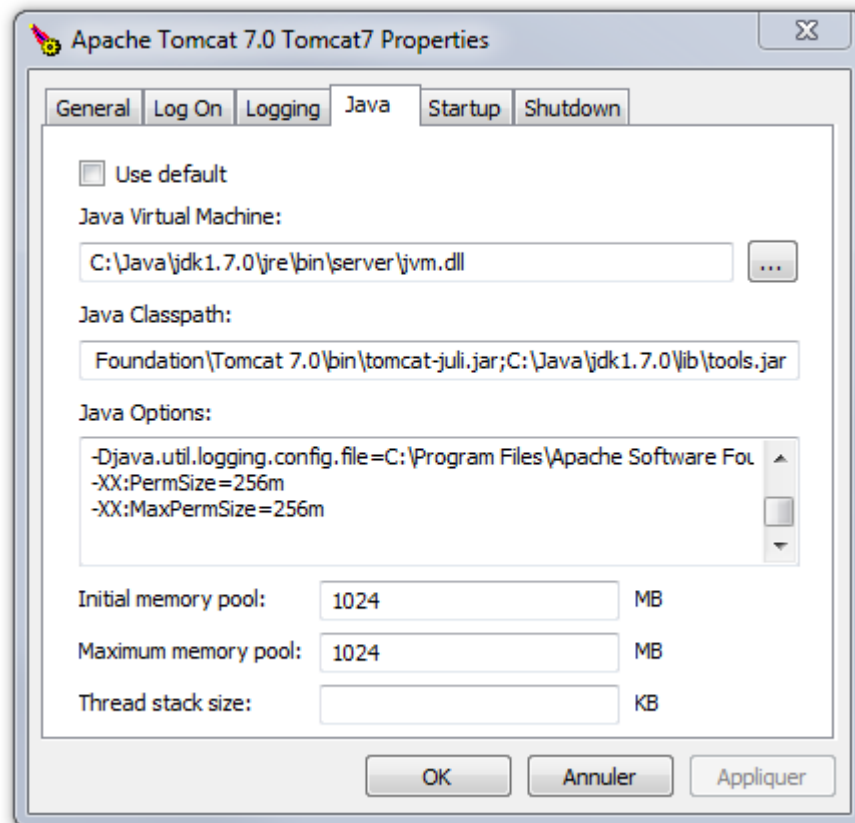 Apache Tomcat 7.0 Tomcat7 Properties
General Log On Logging Java Startup Shutdown
Use default
Java Virtual Machine:
C:\Java\jdk1.7.0\jre\bin\server\jvm.dll
...
Java Classpath:
Foundation\Tomcat 7.0\bin\tomcat-juli.jar;C:\Java\jdk1.7.0\lib\tools.jar
Java Options:
-Djava.util.logging.config.file=C:\Program Files\Apache Software Fou
-XX:PermSize=256m
-XX:MaxPermSize=256m
Initial memory pool: 1024 MB
Maximum memory pool: 1024 MB
Thread stack size: KB
OK Annuler Appliquer